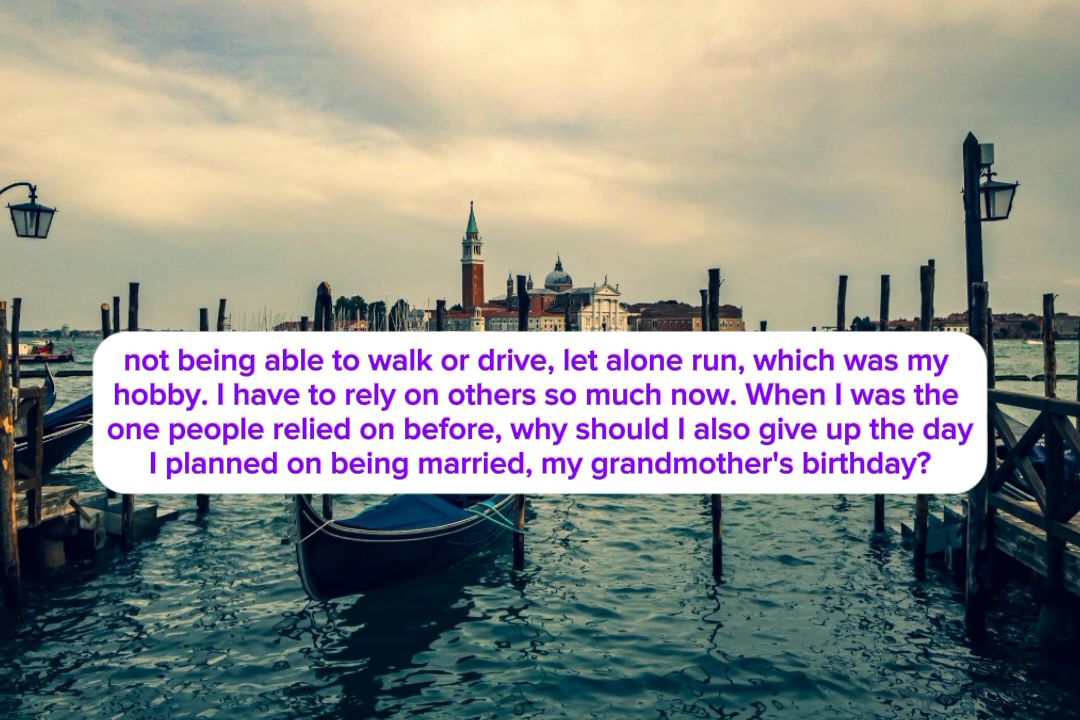 not being able to walk or drive, let alone run, which was my
hobby. I have to rely on others so much now. When I was the
one people relied on before, why should I also give up the day
I planned on being married, my grandmother's birthday?